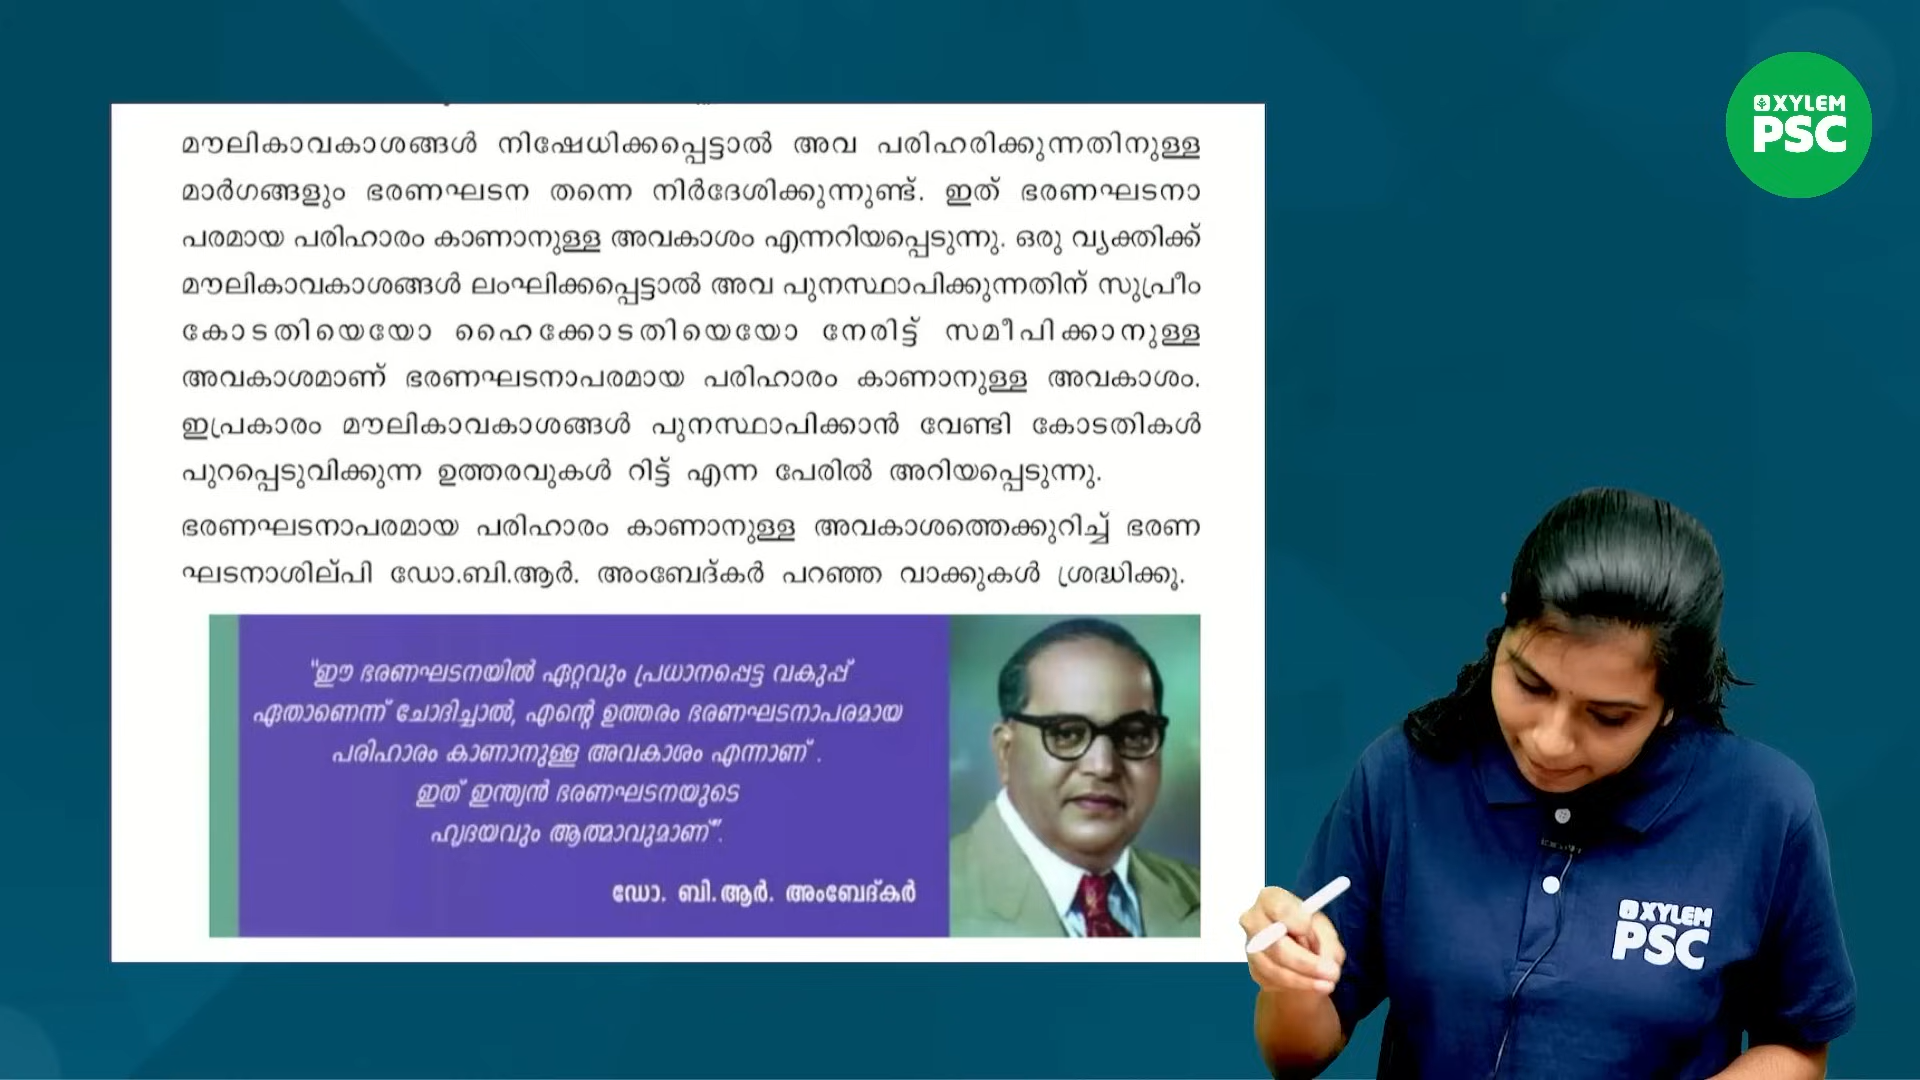 മൗലികാവകാശങ്ങൾ നിഷേധിക്കപ്പെട്ടാൽ അവ പരിഹരിക്കുന്നതിനുള്ള
മാർഗങ്ങളും ഭരണഘടന തന്നെ നിർദേശിക്കുന്നുണ്ട്. ഇത് ഭരണഘടനാ
പരമായ പരിഹാരം കാണാനുള്ള അവകാശം എന്നറിയപ്പെടുന്നു. ഒരു വ്യക്തിക്ക്
മൗലികാവകാശങ്ങൾ ലംഘിക്കപ്പെട്ടാൽ അവ പുനസ്ഥാപിക്കുന്നതിന് സുപ്രീം
കോടതിയെയോ ഹൈക്കോടതിയെയോ നേരിട്ട് സമീപിക്കാനുള്ള
അവകാശമാണ് ഭരണഘടനാപരമായ പരിഹാരം കാണാനുള്ള അവകാശം.
ഇപ്രകാരം മൗലികാവകാശങ്ങൾ പുനസ്ഥാപിക്കാൻ വേണ്ടി കോടതികൾ
പുറപ്പെടുവിക്കുന്ന ഉത്തരവുകൾ റിട്ട് എന്ന പേരിൽ അറിയപ്പെടുന്നു.
ഭരണഘടനാപരമായ പരിഹാരം കാണാനുള്ള അവകാശത്തെക്കുറിച്ച് ഭരണ
ഘടനാശില്പി ഡോ.ബി.ആർ. അംബേദ്കർ പറഞ്ഞ വാക്കുകൾ ശ്രദ്ധിക്കൂ.
"ഈ ഭരണഘടനയിൽ ഏറ്റവും പ്രധാനപ്പെട്ട വകുപ്പ്
ഏതാണെന്ന് ചോദിച്ചാൽ, എന്റെ ഉത്തരം ഭരണഘടനാപരമായ
പരിഹാരം കാണാനുള്ള അവകാശം എന്നാണ്.
ഇത് ഇന്ത്യൻ ഭരണഘടനയുടെ
ഹൃദയവും ആത്മാവുമാണ്".
ഡോ. ബി.ആർ. അംബേദ്കർ
XYLEM
PSC
XYLEM
PSC